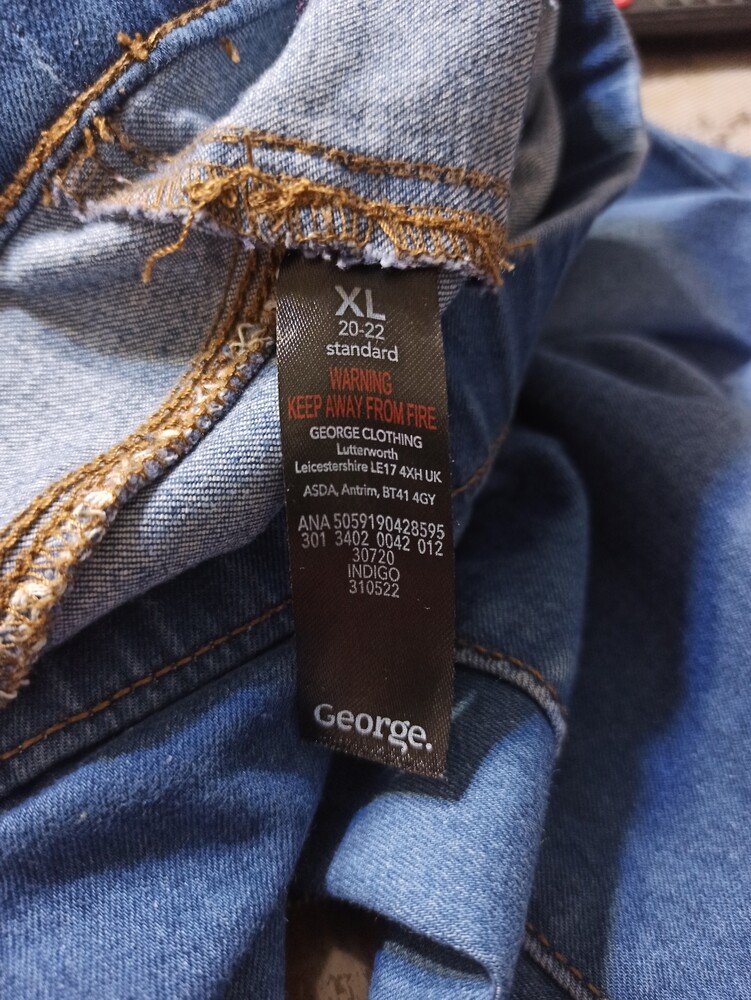 XL
20-22
standard
WARNING
KEEP AWAY FROM FIRE
GEORGE CLOTHING
Lutterworth
Leicestershire LE17 4XH UK
ASDA, Antrim, BT41 4GY
ANA 5059190428595
301 3402 0042 012
30720
INDIGO
310522
George.